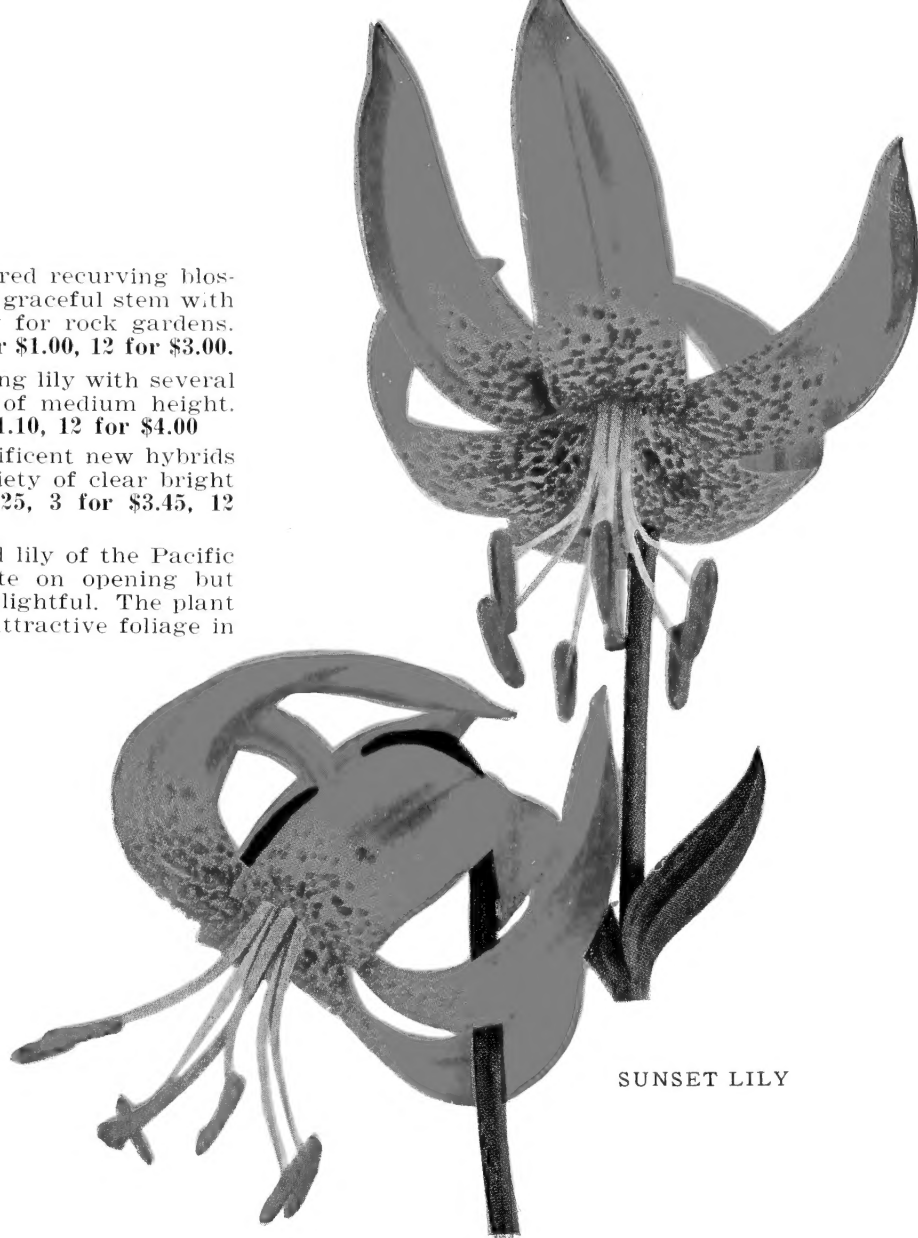 red recurving blos-
graceful stem with
for rock gardens.
$1.00, 12 for $3.00.
ng lily with several
of medium height.
1.10, 12 for $4.00
ificent new hybrids
iety of clear bright
25, 3 for $3.45, 12
lily of the Pacific
te on opening but
lightful. The plant
ttractive foliage in
SUNSET LILY